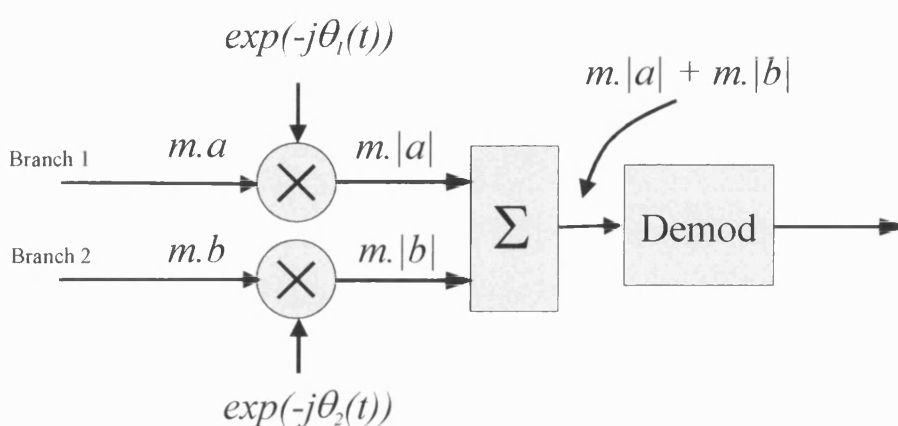 exp(-jθ₁(t))
m.|a| + m.|b|
Branch 1
m.a
m.|a|
Σ
Demod
Branch 2
m.b
m.|b|
exp(-jθ₂(t))